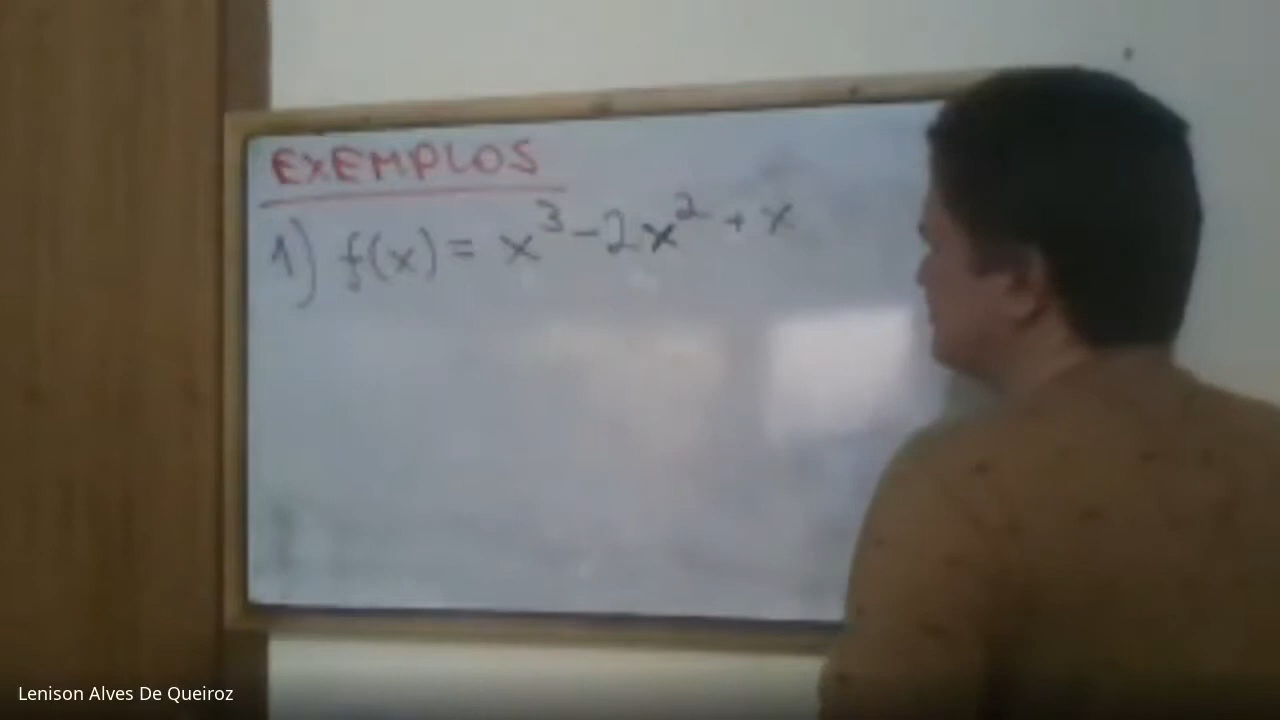 EXEMPLOS
1) f(x) = x³ - 2x² + x
Lenison Alves De Queiroz